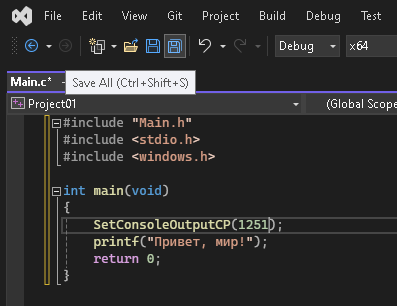 File Edit View Git Project Build Debug Test
Debug x64
Main.c*
Save All (Ctrl+Shift+S)
Project01 (Global Scope
#include "Main.h"
#include <stdio.h>
#include <windows.h>
int main(void)
{
SetConsoleOutputCP(1251);
printf("Привет, мир!");
return 0;
}